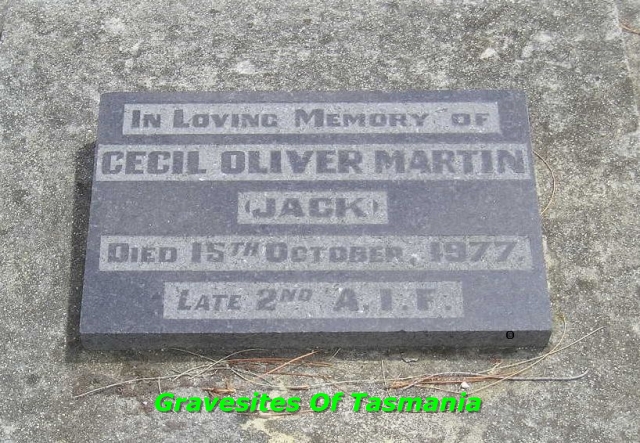 IN LOVING MEMORY OF
CECIL OLIVER MARTIN
(JACK)
DIED 15TH OCTOBER, 1977.
LATE 2ND A.I.F.
Gravesites Of Tasmania